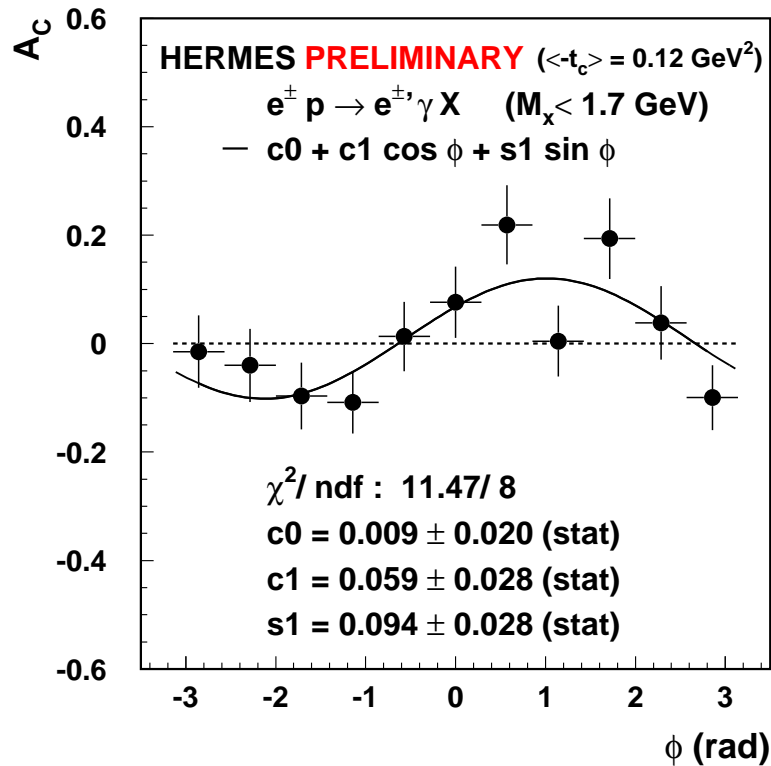 HERMES PRELIMINARY (<-t_c> = 0.12 GeV²)
e± p → e±’ γ X (Mₓ< 1.7 GeV)
— c0 + c1 cos ϕ + s1 sin ϕ
A_C
0.6
0.4
0.2
0
-0.2
-0.4
-0.6
χ²/ ndf : 11.47/ 8
c0 = 0.009 ± 0.020 (stat)
c1 = 0.059 ± 0.028 (stat)
s1 = 0.094 ± 0.028 (stat)
-3 -2 -1 0 1 2 3
ϕ (rad)